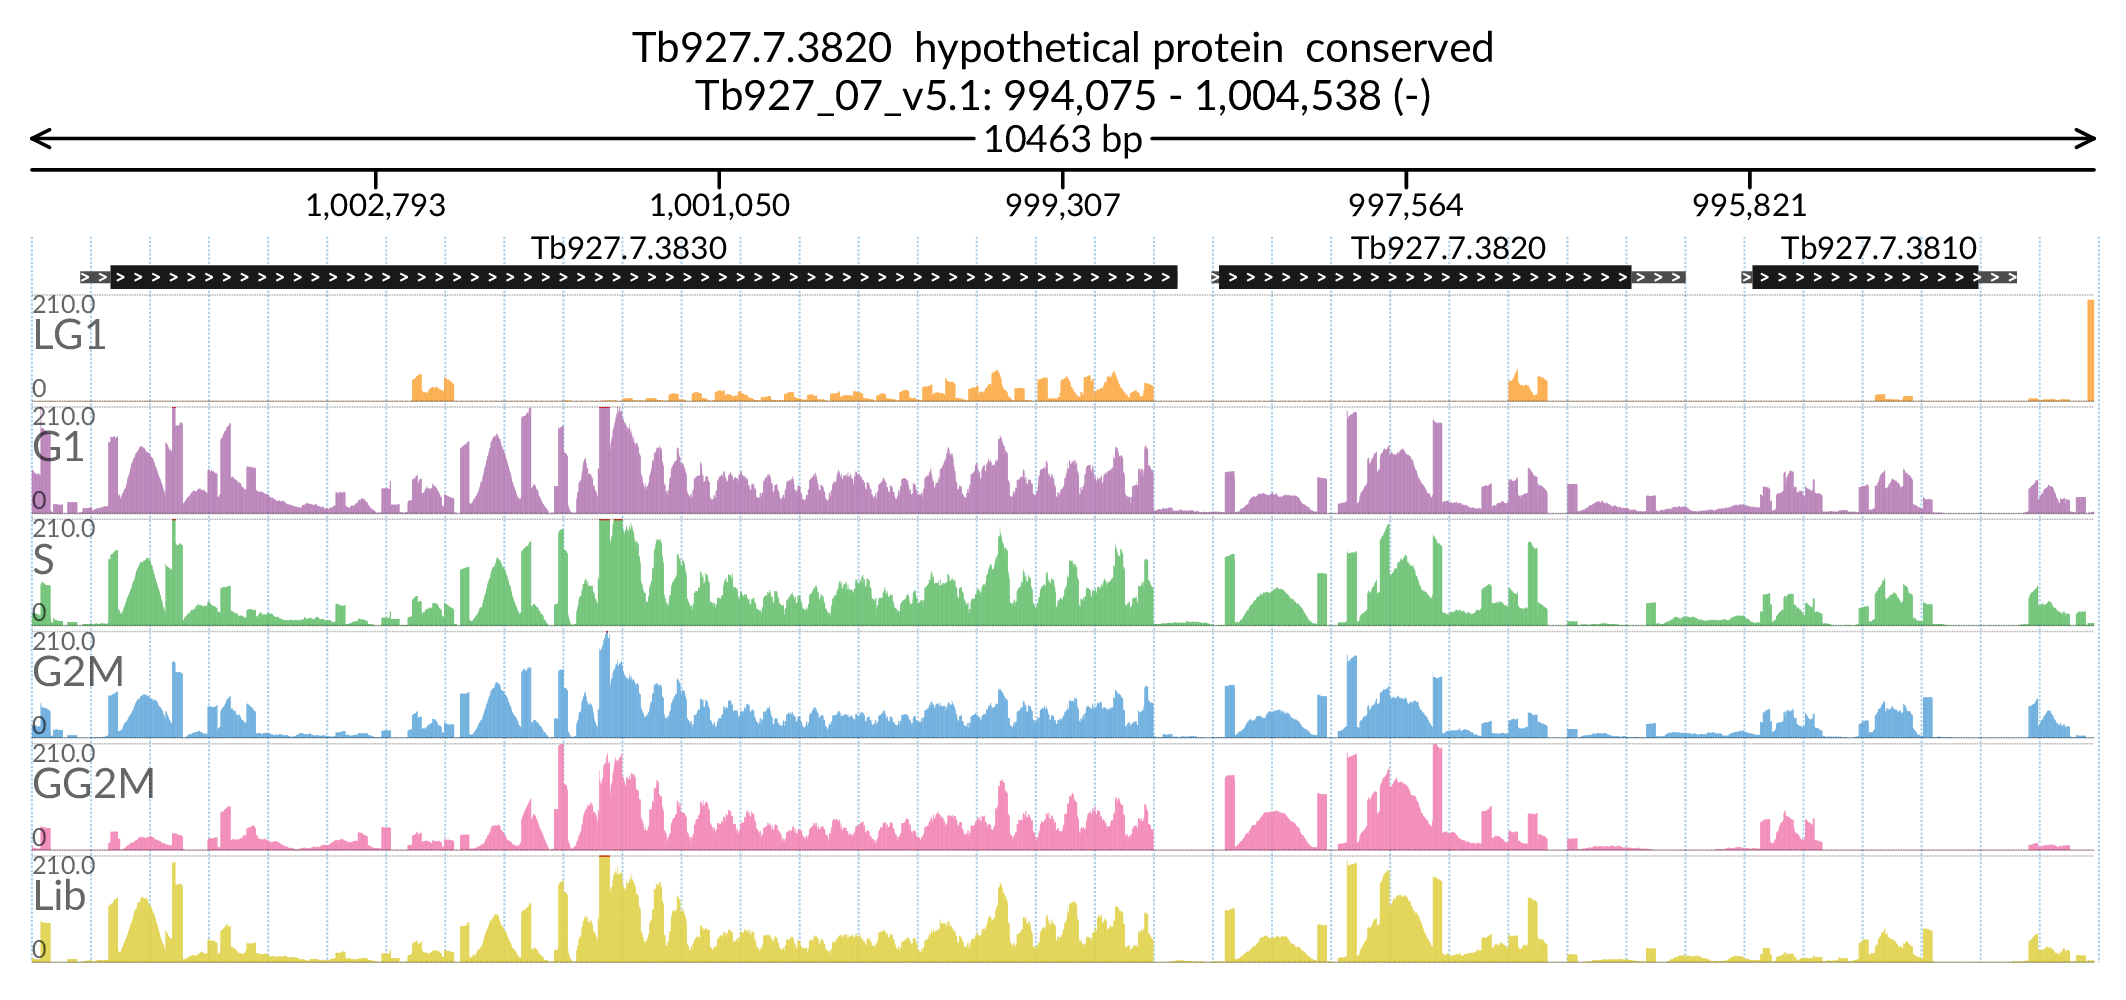 Tb927.7.3820  hypothetical protein  conserved
Tb927_07_v5.1: 994,075 - 1,004,538 (-)
10463 bp
1,002,793 1,001,050 999,307 997,564 995,821
Tb927.7.3830 Tb927.7.3820 Tb927.7.3810
210.0
LG1
0
210.0
G1
0
210.0
S
0
210.0
G2M
0
210.0
GG2M
0
210.0
Lib
0